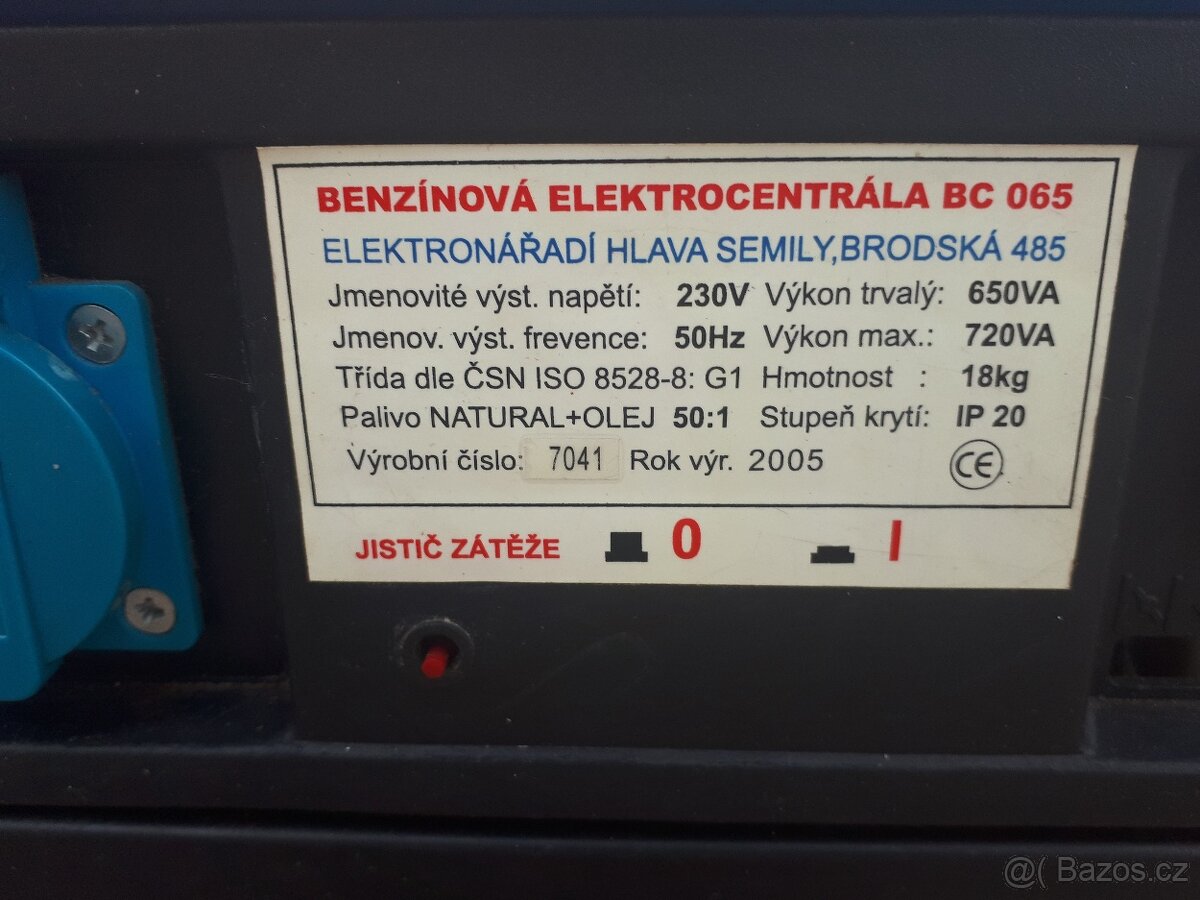 BENZÍNOVÁ ELEKTROCENTRÁLA BC 065
ELEKTRONÁŘADÍ HLAVA SEMILY,BRODSKÁ 485
Jmenovité výst. napětí: 230V Výkon trvalý: 650VA
Jmenov. výst. frevence: 50Hz Výkon max.: 720VA
Třída dle ČSN ISO 8528-8: G1 Hmotnost : 18kg
Palivo NATURAL+OLEJ 50:1 Stupeň krytí: IP 20
Výrobní číslo: 7041 Rok výr. 2005 CE
JISTIČ ZÁTĚŽE 0 I
@( Bazos.cz